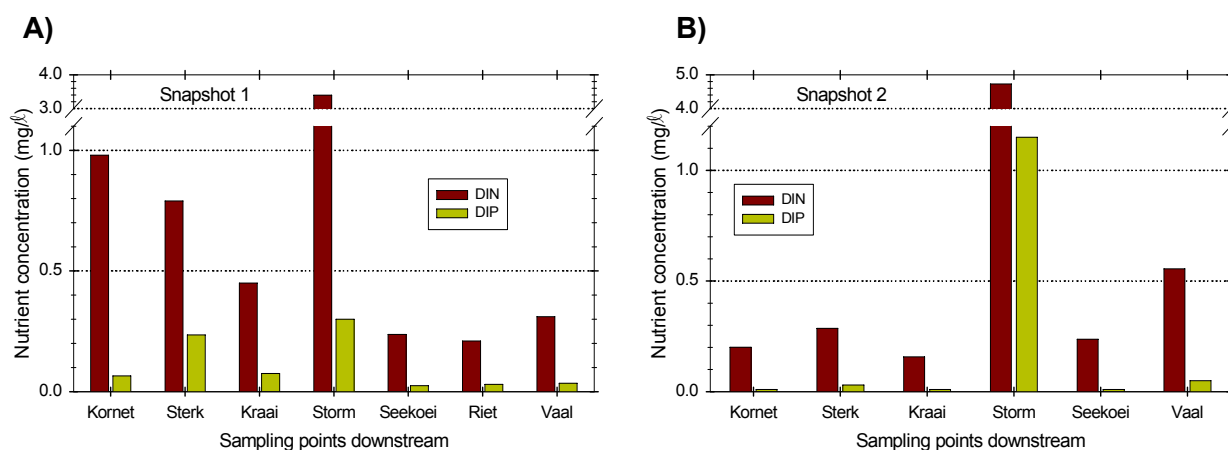 A)
Snapshot 1
4.0
3.0
1.0
0.5
0.0
Nutrient concentration (mg/ℓ)
DIN
DIP
Kornet Sterk Kraai Storm Seekoei Riet Vaal
Sampling points downstream
B)
Snapshot 2
5.0
4.0
1.0
0.5
0.0
Nutrient concentration (mg/ℓ)
DIN
DIP
Kornet Sterk Kraai Storm Seekoei Vaal
Sampling points downstream